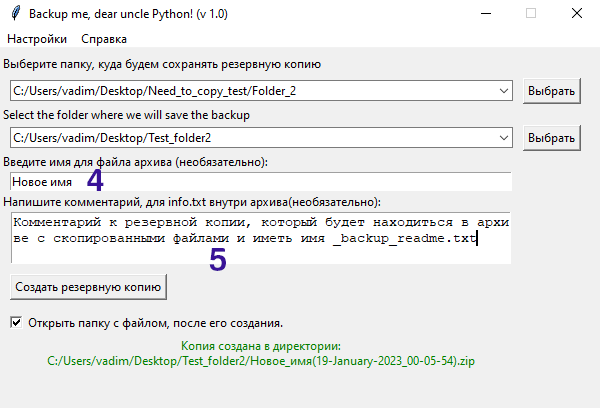 Backup me, dear uncle Python! (v 1.0)
Настройки Справка
Выберите папку, куда будем сохранять резервную копию
C:/Users/vadim/Desktop/Need_to_copy_test/Folder_2
Выбрать
Select the folder where we will save the backup
C:/Users/vadim/Desktop/Test_folder2
Выбрать
Введите имя для файла архива (необязательно):
Новое имя
4
Напишите комментарий, для info.txt внутри архива(необязательно):
Комментарий к резервной копии, который будет находиться в архи
ве с скопированными файлами и иметь имя _backup_readme.txt
5
Создать резервную копию
Открыть папку с файлом, после его создания.
Копия создана в директории:
C:/Users/vadim/Desktop/Test_folder2/Новое_имя(19-January-2023_00-05-54).zip